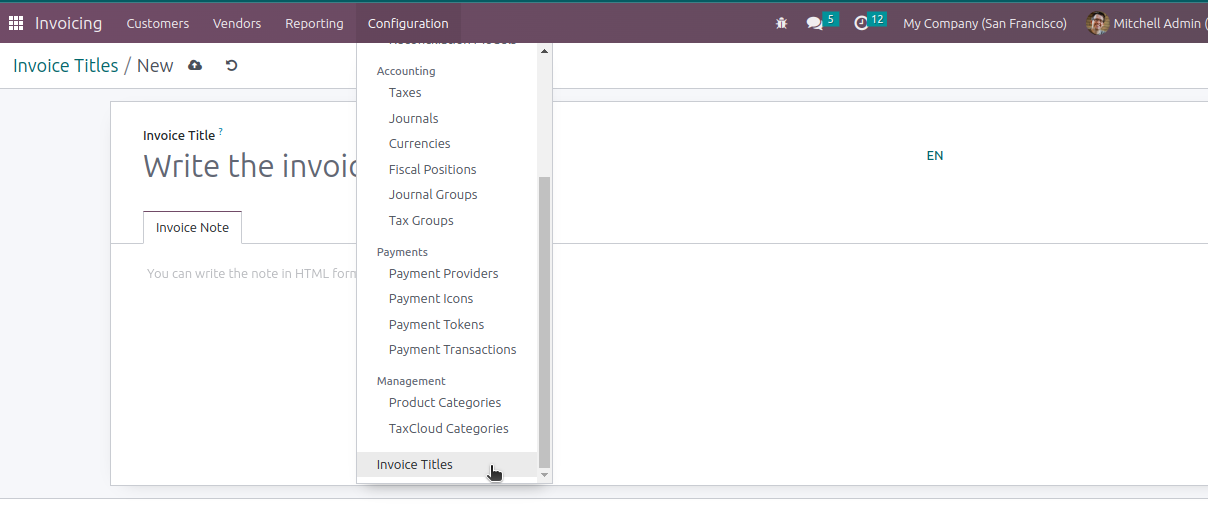 Invoicing Customers Vendors Reporting Configuration 5 12 My Company (San Francisco) Mitchell Admin (
Invoice Titles / New
Accounting
Invoice Title ?
Taxes
Write the invoic
Journals
Currencies
EN
Fiscal Positions
Journal Groups
Tax Groups
Invoice Note
Payments
You can write the note in HTML form
Payment Providers
Payment Icons
Payment Tokens
Payment Transactions
Management
Product Categories
TaxCloud Categories
Invoice Titles